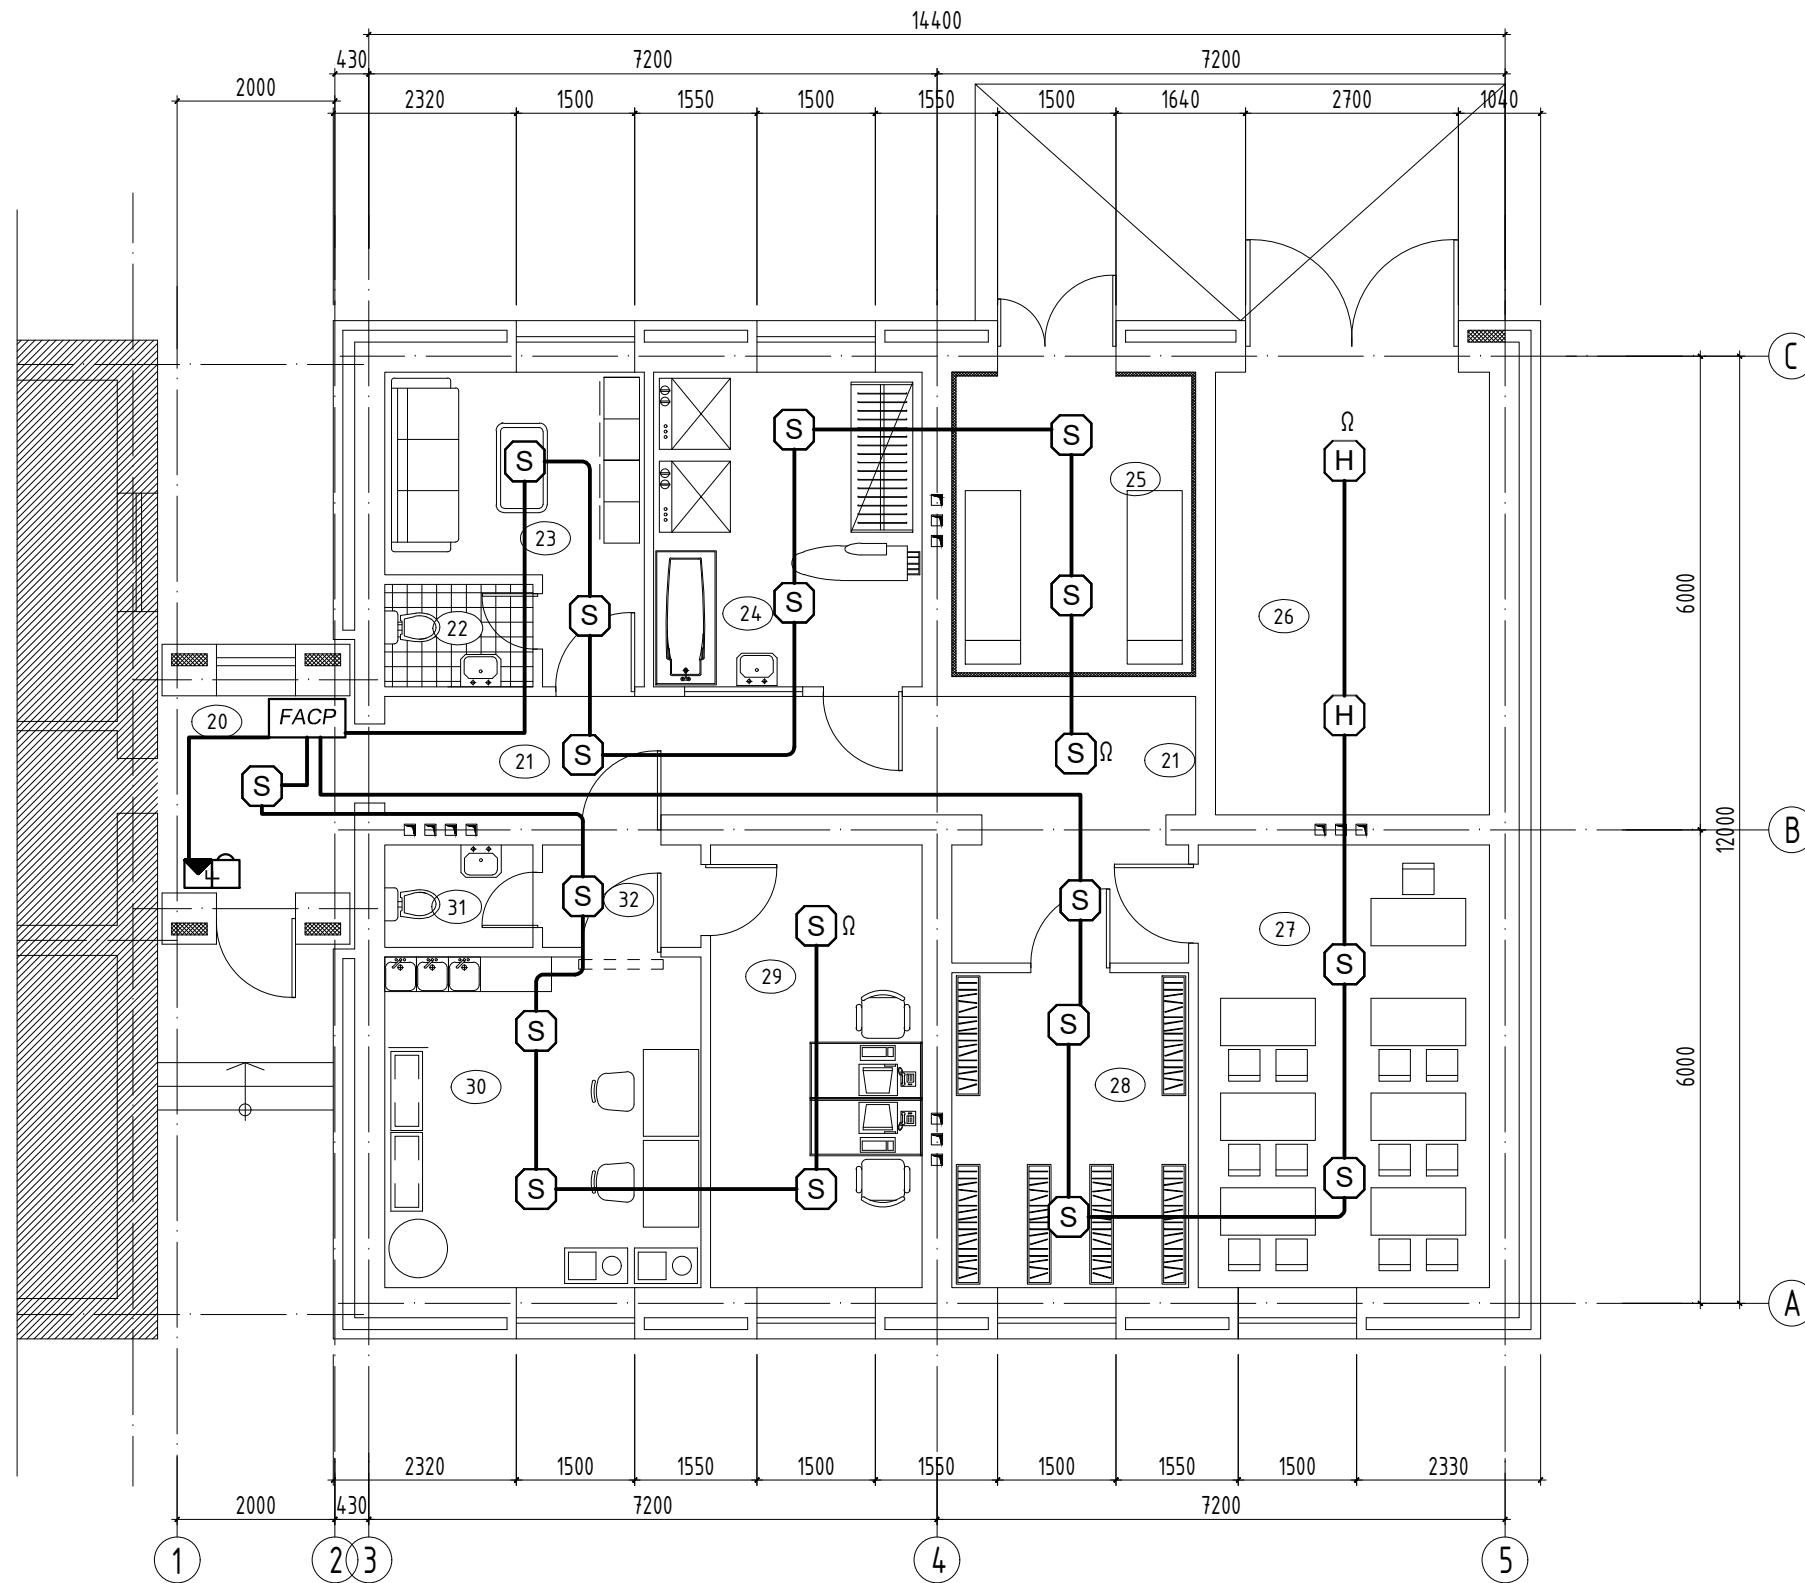 14400
430 7200 7200
2000
2320 1500 1550 1500 1550 1500 1640 2700 1040
C
Ω
S S S H
25
23
6000
S S S
24 26
22
20 FACP H
21 S S Ω 21
S
12000
B
S 32 S
31 S Ω 27
29 S
S S
30 28 6000
S S S
S
A
2320 1500 1550 1500 1550 1500 1550 1500 2330
2000 430 7200 7200
1 2 3 4 5